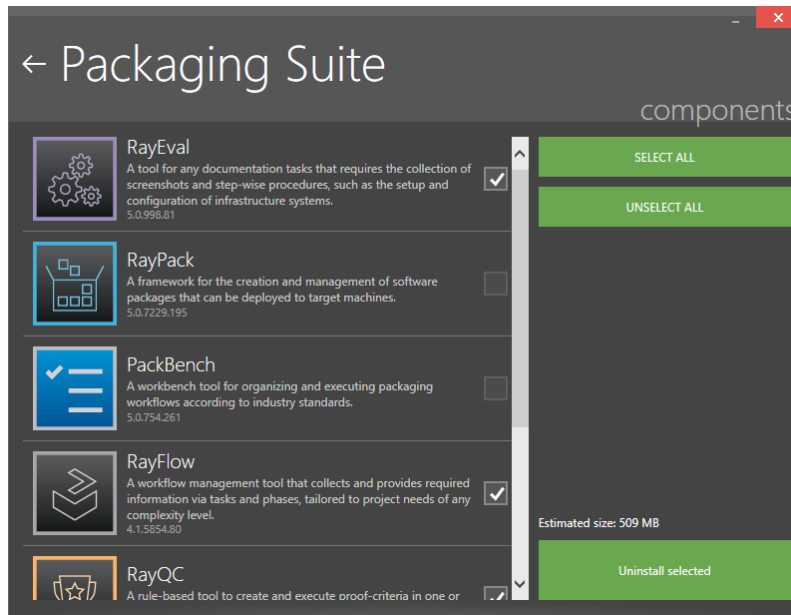 ← Packaging Suite
components
RayEval
A tool for any documentation tasks that requires the collection of
screenshots and step-wise procedures, such as the setup and
configuration of infrastructure systems.
5.0.998.81
RayPack
A framework for the creation and management of software
packages that can be deployed to target machines.
5.0.7229.195
PackBench
A workbench tool for organizing and executing packaging
workflows according to industry standards.
5.0.754.261
RayFlow
A workflow management tool that collects and provides required
information via tasks and phases, tailored to project needs of any
complexity level.
4.1.5854.80
RayQC
A rule-based tool to create and execute proof-criteria in one or
SELECT ALL
UNSELECT ALL
Estimated size: 509 MB
Uninstall selected